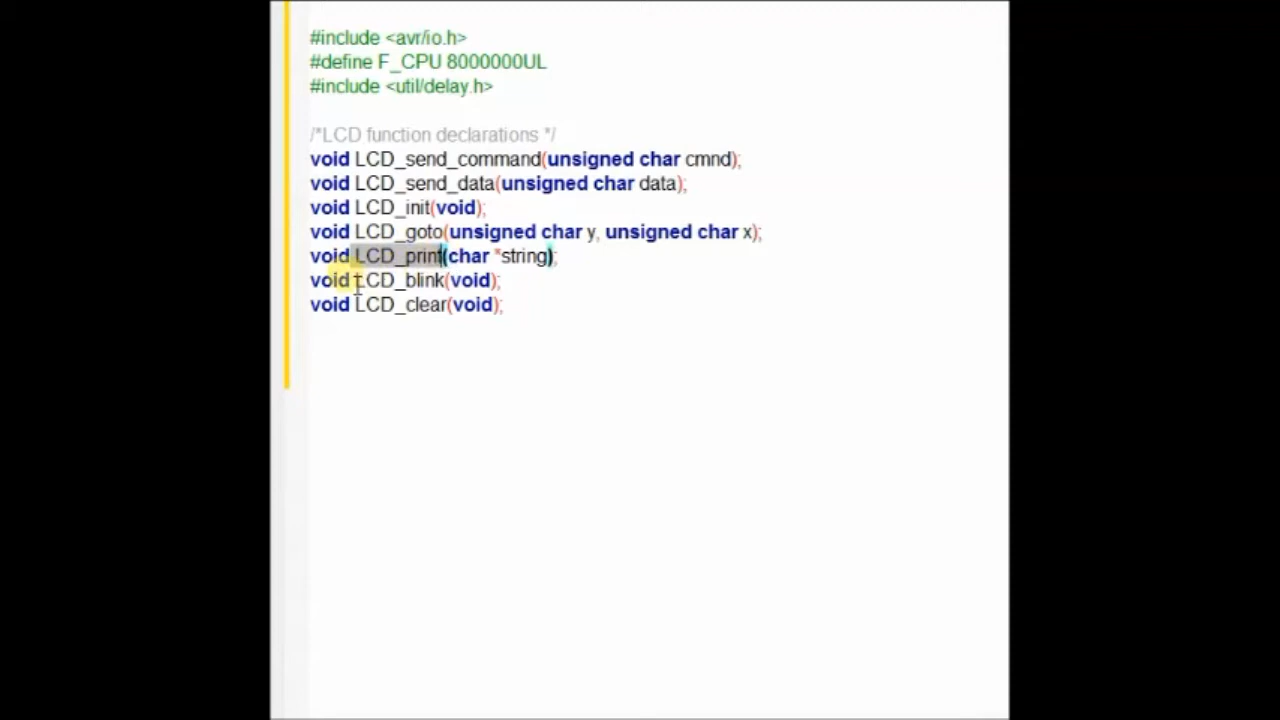 #include <avr/io.h>
#define F_CPU 8000000UL
#include <util/delay.h>
/*LCD function declarations */
void LCD_send_command(unsigned char cmnd);
void LCD_send_data(unsigned char data);
void LCD_init(void);
void LCD_goto(unsigned char y, unsigned char x);
void LCD_print(char *string);
void LCD_blink(void);
void LCD_clear(void);